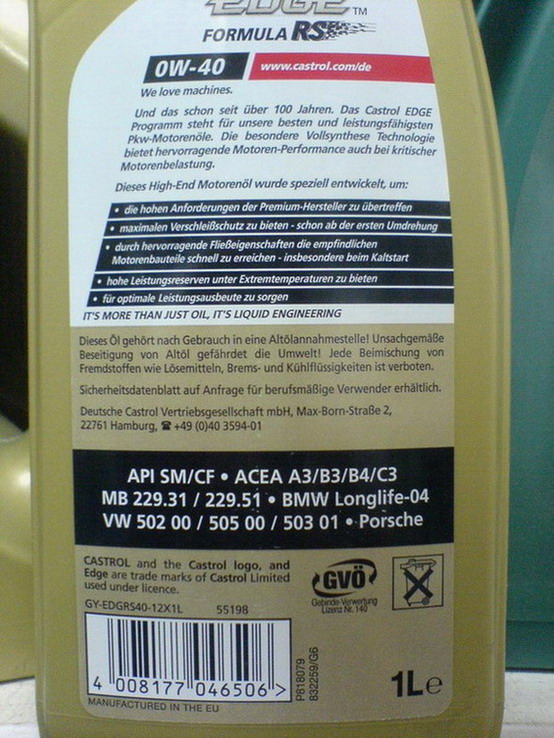 EDGE TM
FORMULA RS
0W-40 www.castrol.com/de
We love machines.
Und das schon seit über 100 Jahren. Das Castrol EDGE
Programm steht für unsere besten und leistungsfähigsten
Pkw-Motorenöle. Die besondere Vollsynthese Technologie
bietet hervorragende Motoren-Performance auch bei kritischer
Motorenbelastung.
Dieses High-End Motorenöl wurde speziell entwickelt, um:
• die hohen Anforderungen der Premium-Hersteller zu übertreffen
• maximalen Verschleißschutz zu bieten - schon ab der ersten Umdrehung
• durch hervorragende Fließeigenschaften die empfindlichen
Motorenbauteile schnell zu erreichen - insbesondere beim Kaltstart
• hohe Leistungsreserven unter Extremtemperaturen zu bieten
• für optimale Leistungsausbeute zu sorgen
IT'S MORE THAN JUST OIL, IT'S LIQUID ENGINEERING
Dieses Öl gehört nach Gebrauch in eine Altölannahmestelle! Unsachgemäße
Beseitigung von Altöl gefährdet die Umwelt! Jede Beimischung von
Fremdstoffen wie Lösemitteln, Brems- und Kühlflüssigkeiten ist verboten.
Sicherheitsdatenblatt auf Anfrage für berufsmäßige Verwender erhältlich.
Deutsche Castrol Vertriebsgesellschaft mbH, Max-Born-Straße 2,
22761 Hamburg, ☎ +49 (0)40 3594-01
API SM/CF • ACEA A3/B3/B4/C3
MB 229.31 / 229.51 • BMW Longlife-04
VW 502 00 / 505 00 / 503 01 • Porsche
CASTROL and the Castrol logo, and
Edge are trade marks of Castrol Limited
used under licence.
GVÖ
Gebinde-Verwertung
Lizenz Nr. 140
GY-EDGRS40-12X1L 55198
4 008177 046506 >
P818079
832259/G6
1L e
MANUFACTURED IN THE EU